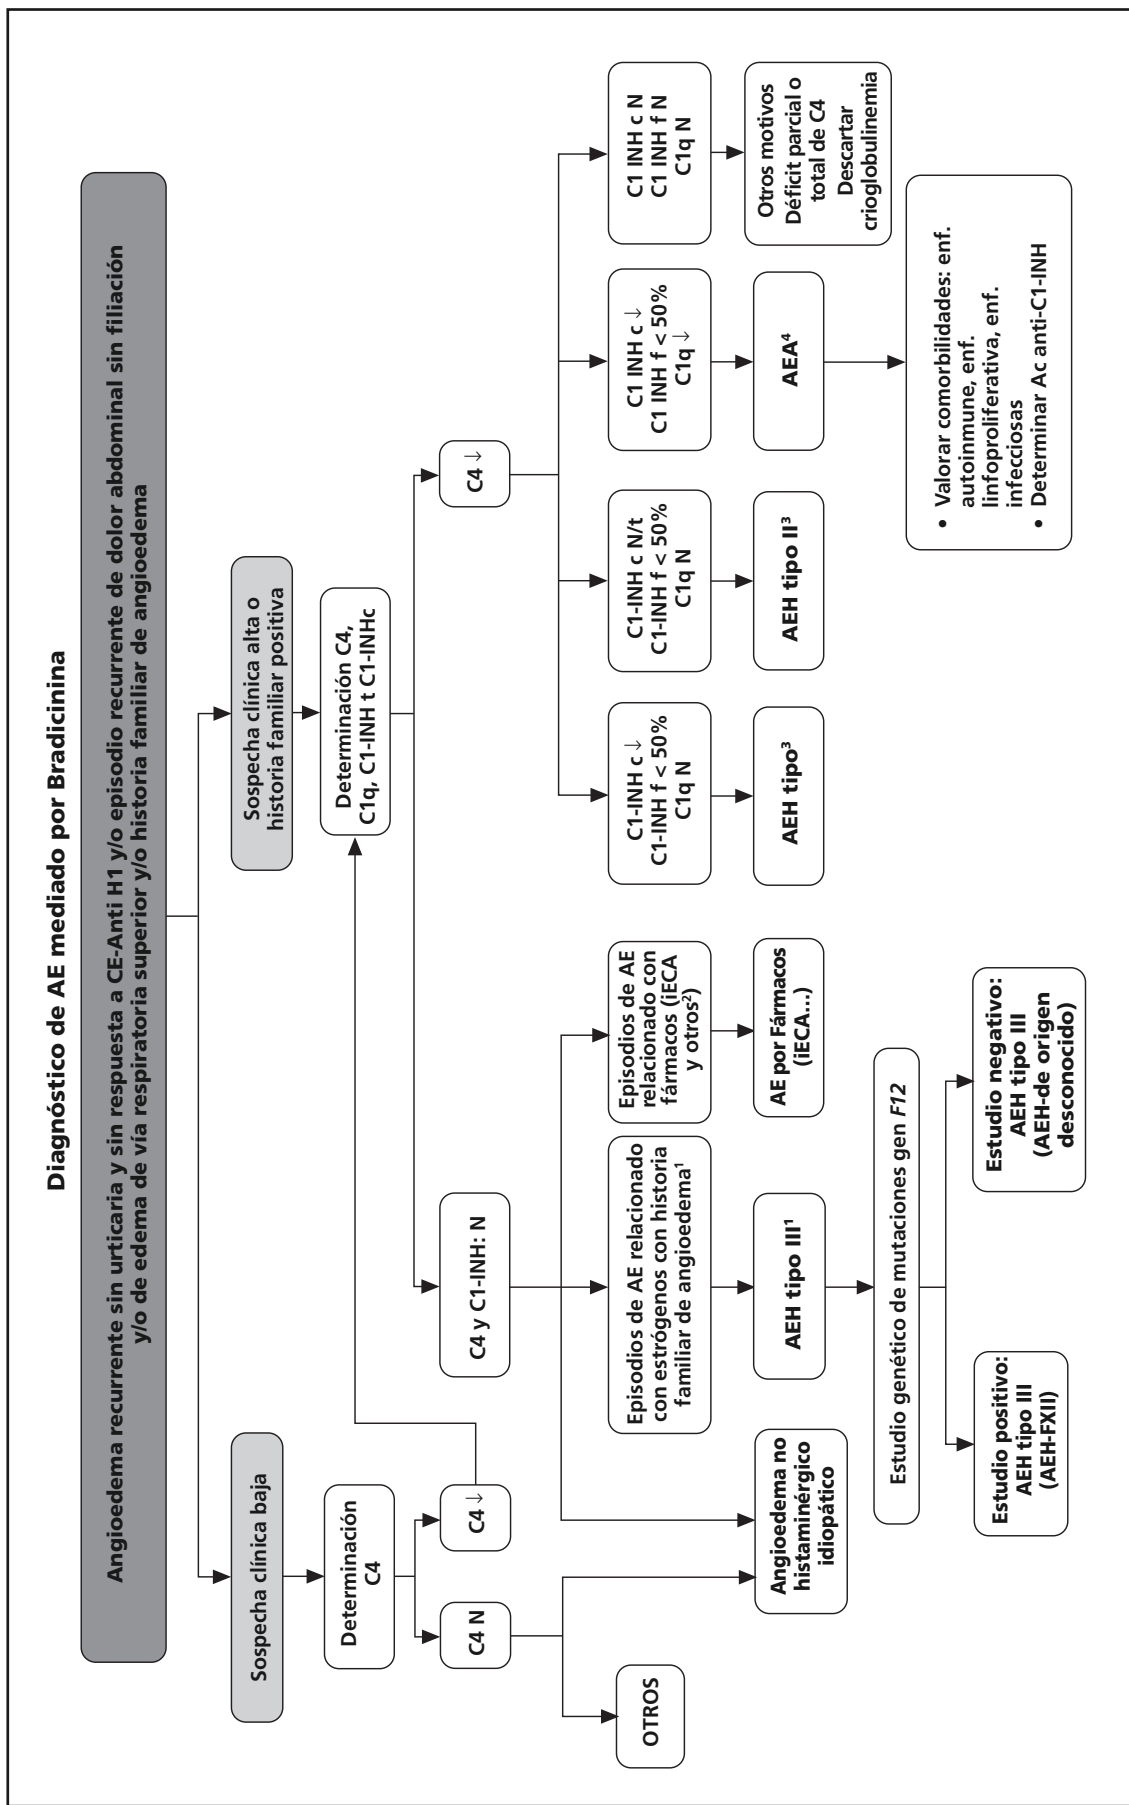 Diagnóstico de AE mediado por Bradicinina
Angioedema recurrente sin urticaria y sin respuesta a CE-Anti H1 y/o episodio recurrente de dolor abdominal sin filiación
y/o de edema de vía respiratoria superior y/o historia familiar de angioedema
Sospecha clínica baja
Sospecha clínica alta o
historia familiar positiva
Determinación
C4
Determinación C4,
C1q, C1-INH t C1-INHc
C4 N
C4 ↓
C4 y C1-INH: N
C4 ↓
OTROS
Angioedema no
histaminérgico
idiopático
Episodios de AE relacionado
con estrógenos con historia
familiar de angioedema¹
Episodios de AE
relacionado con
fármacos (iECA
y otros²)
C1-INH c ↓
C1-INH f < 50%
C1q N
C1-INH c N/t
C1-INH f < 50%
C1q N
C1 INH c ↓
C1 INH f < 50%
C1q ↓
C1 INH c N
C1 INH f N
C1q N
AEH tipo III¹
AE por Fármacos
(iECA...)
AEH tipo³
AEH tipo II³
AEA⁴
Otros motivos
Déficit parcial o
total de C4
Descartar
crioglobulinemia
Estudio genético de mutaciones gen F12
• Valorar comorbilidades: enf.
autoinmune, enf.
linfoproliferativa, enf.
infecciosas
• Determinar Ac anti-C1-INH
Estudio positivo:
AEH tipo III
(AEH-FXII)
Estudio negativo:
AEH tipo III
(AEH-de origen
desconocido)